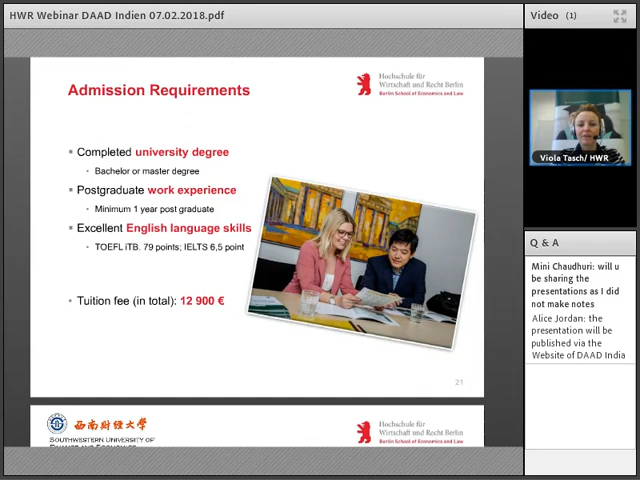 HWR Webinar DAAD Indien 07.02.2018.pdf
Video (1)
Admission Requirements
Hochschule für
Wirtschaft und Recht Berlin
Berlin School of Economics and Law
Completed university degree
Bachelor or master degree
Postgraduate work experience
Minimum 1 year post graduate
Excellent English language skills
TOEFL iTB. 79 points; IELTS 6,5 point
Tuition fee (in total): 12 900 €
21
Viola Tasch/ HWR
Q & A
Mini Chaudhuri: will u
be sharing the
presentations as I did
not make notes
Alice Jordan: the
presentation will be
published via the
Website of DAAD India
西南财经大学
SOUTHWESTERN UNIVERSITY OF
Hochschule für
Wirtschaft und Recht Berlin
Berlin School of Economics and Law